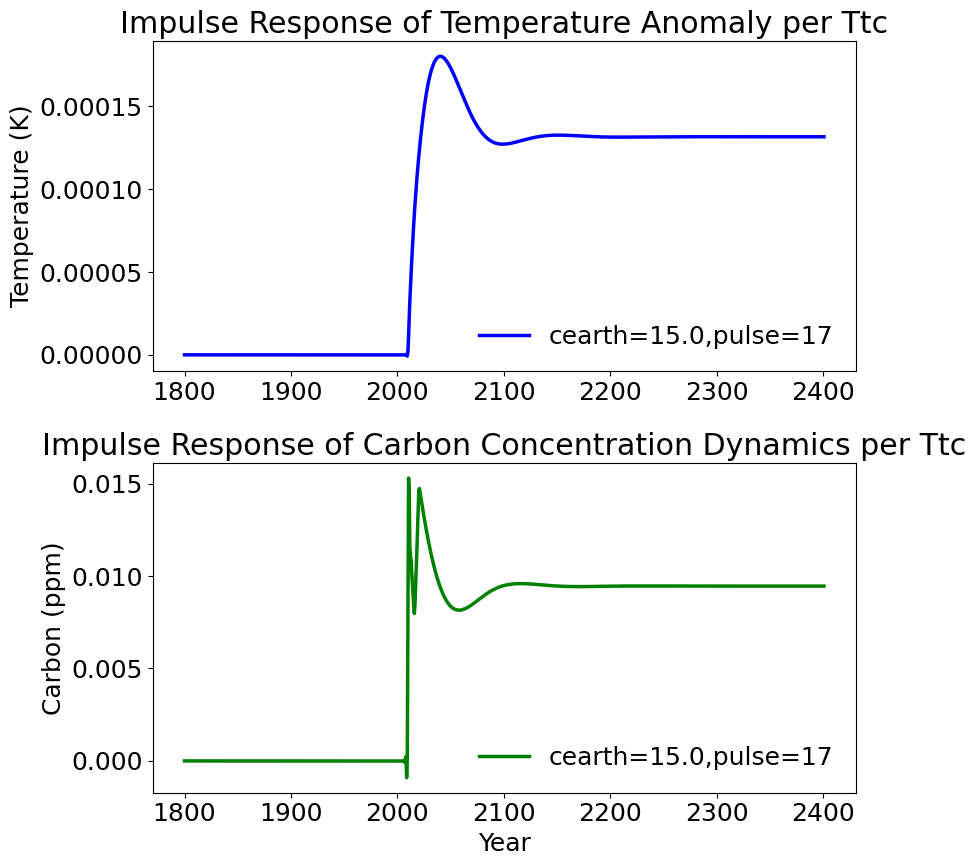 Impulse Response of Temperature Anomaly per Ttc
Temperature (K)
0.00015
0.00010
0.00005
0.00000
cearth=15.0,pulse=17
1800 1900 2000 2100 2200 2300 2400
Impulse Response of Carbon Concentration Dynamics per Ttc
Carbon (ppm)
0.015
0.010
0.005
0.000
cearth=15.0,pulse=17
1800 1900 2000 2100 2200 2300 2400
Year